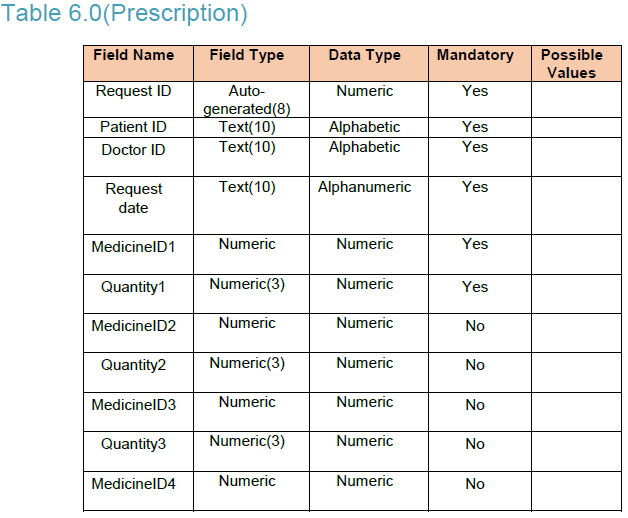 Table 6.0(Prescription)
Field Name Field Type Data Type Mandatory Possible Values
Request ID Auto-generated(8) Numeric Yes
Patient ID Text(10) Alphabetic Yes
Doctor ID Text(10) Alphabetic Yes
Request date Text(10) Alphanumeric Yes
MedicineID1 Numeric Numeric Yes
Quantity1 Numeric(3) Numeric Yes
MedicineID2 Numeric Numeric No
Quantity2 Numeric(3) Numeric No
MedicineID3 Numeric Numeric No
Quantity3 Numeric(3) Numeric No
MedicineID4 Numeric Numeric No